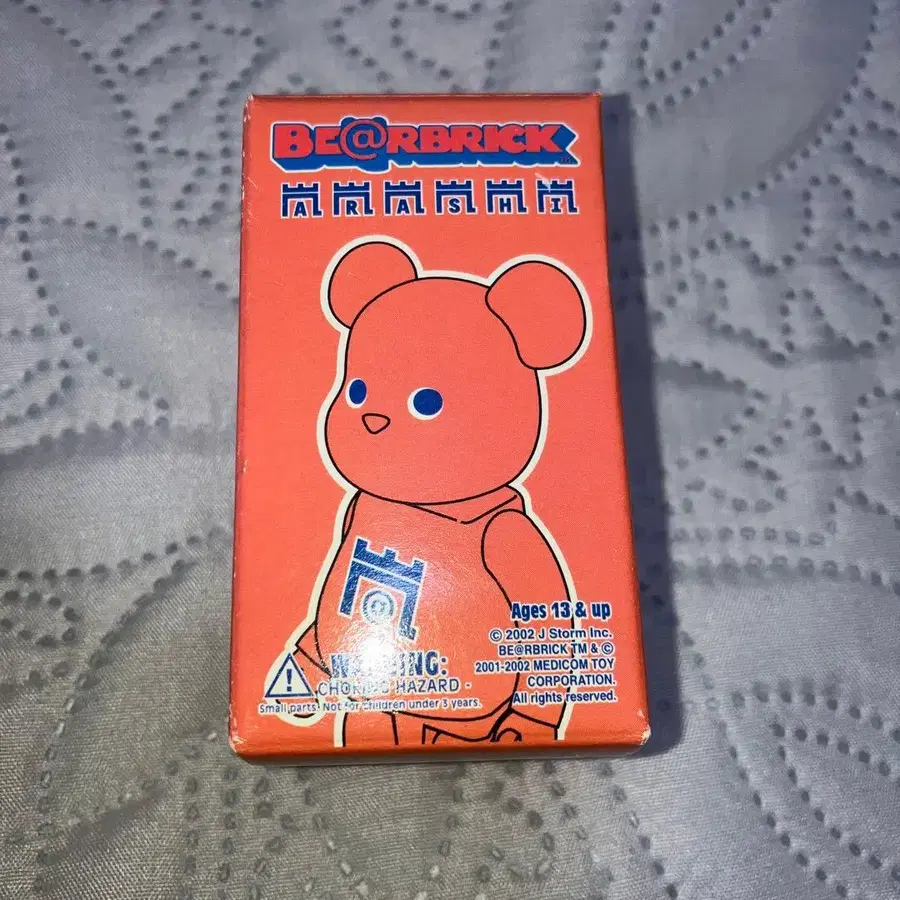 BE@RBRICK TM
ARASHI
@
Ages 13 & up
© 2002 J Storm Inc.
BE@RBRICK TM & ©
2001-2002 MEDICOM TOY
CORPORATION.
All rights reserved.
WARNING:
CHOKING HAZARD -
Small parts. Not for children under 3 years.